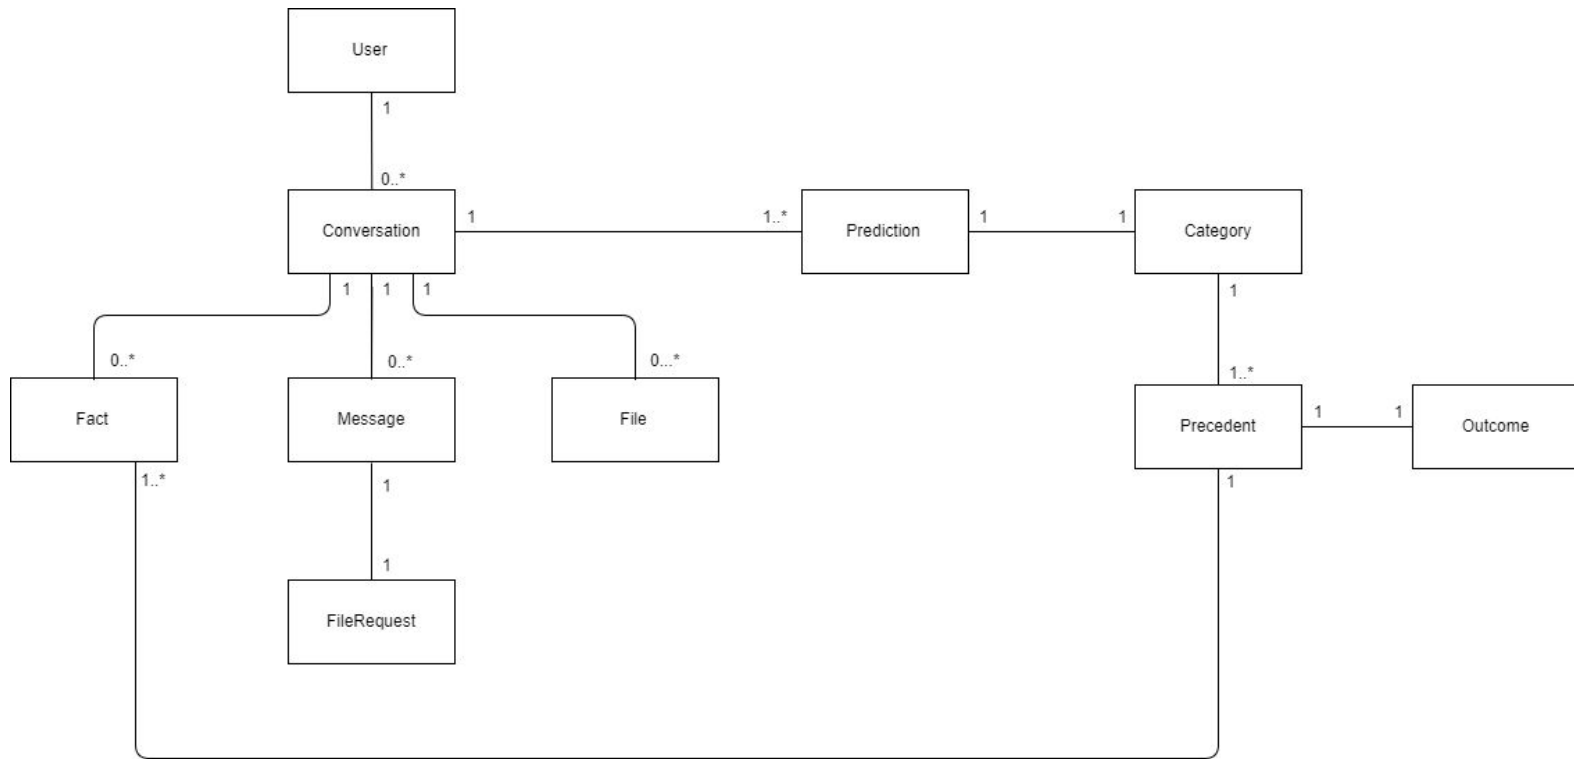 User
1
0..*
Conversation
1
1..*
Prediction
1
1
Category
1
1
1
1
0..*
0..*
0...*
1..*
Fact
Message
File
Precedent
1
1
Outcome
1..*
1
1
1
FileRequest